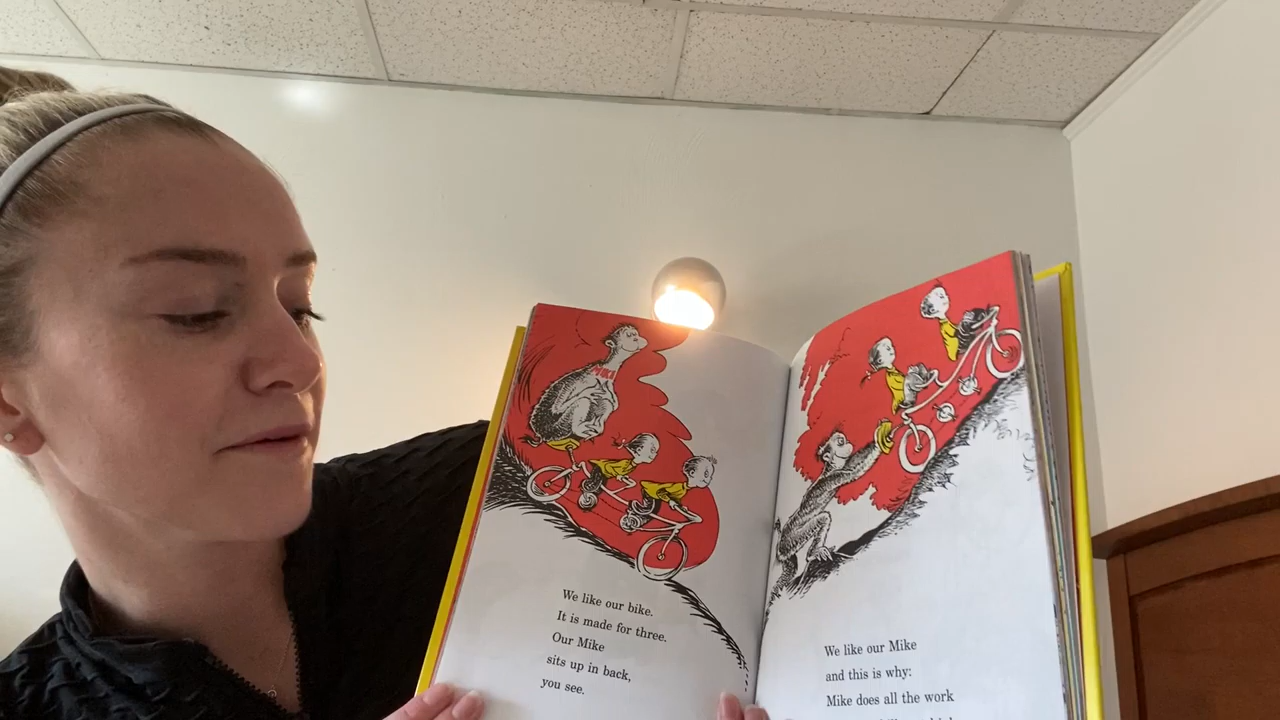 MIKE
We like our bike.
It is made for three.
Our Mike
sits up in back,
you see.
We like our Mike
and this is why:
Mike does all the work